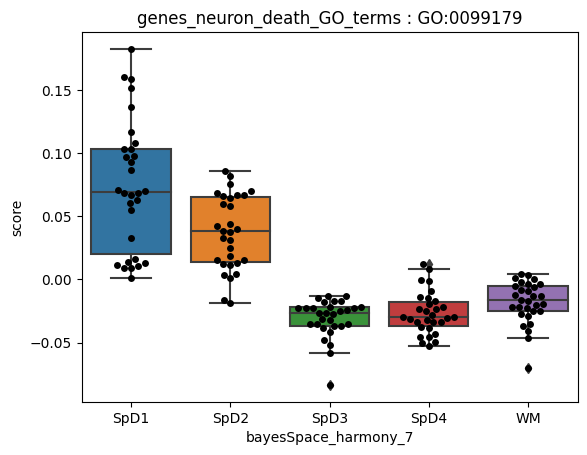 genes_neuron_death_GO_terms : GO:0099179
score
0.15
0.10
0.05
0.00
−0.05
SpD1 SpD2 SpD3 SpD4 WM
bayesSpace_harmony_7